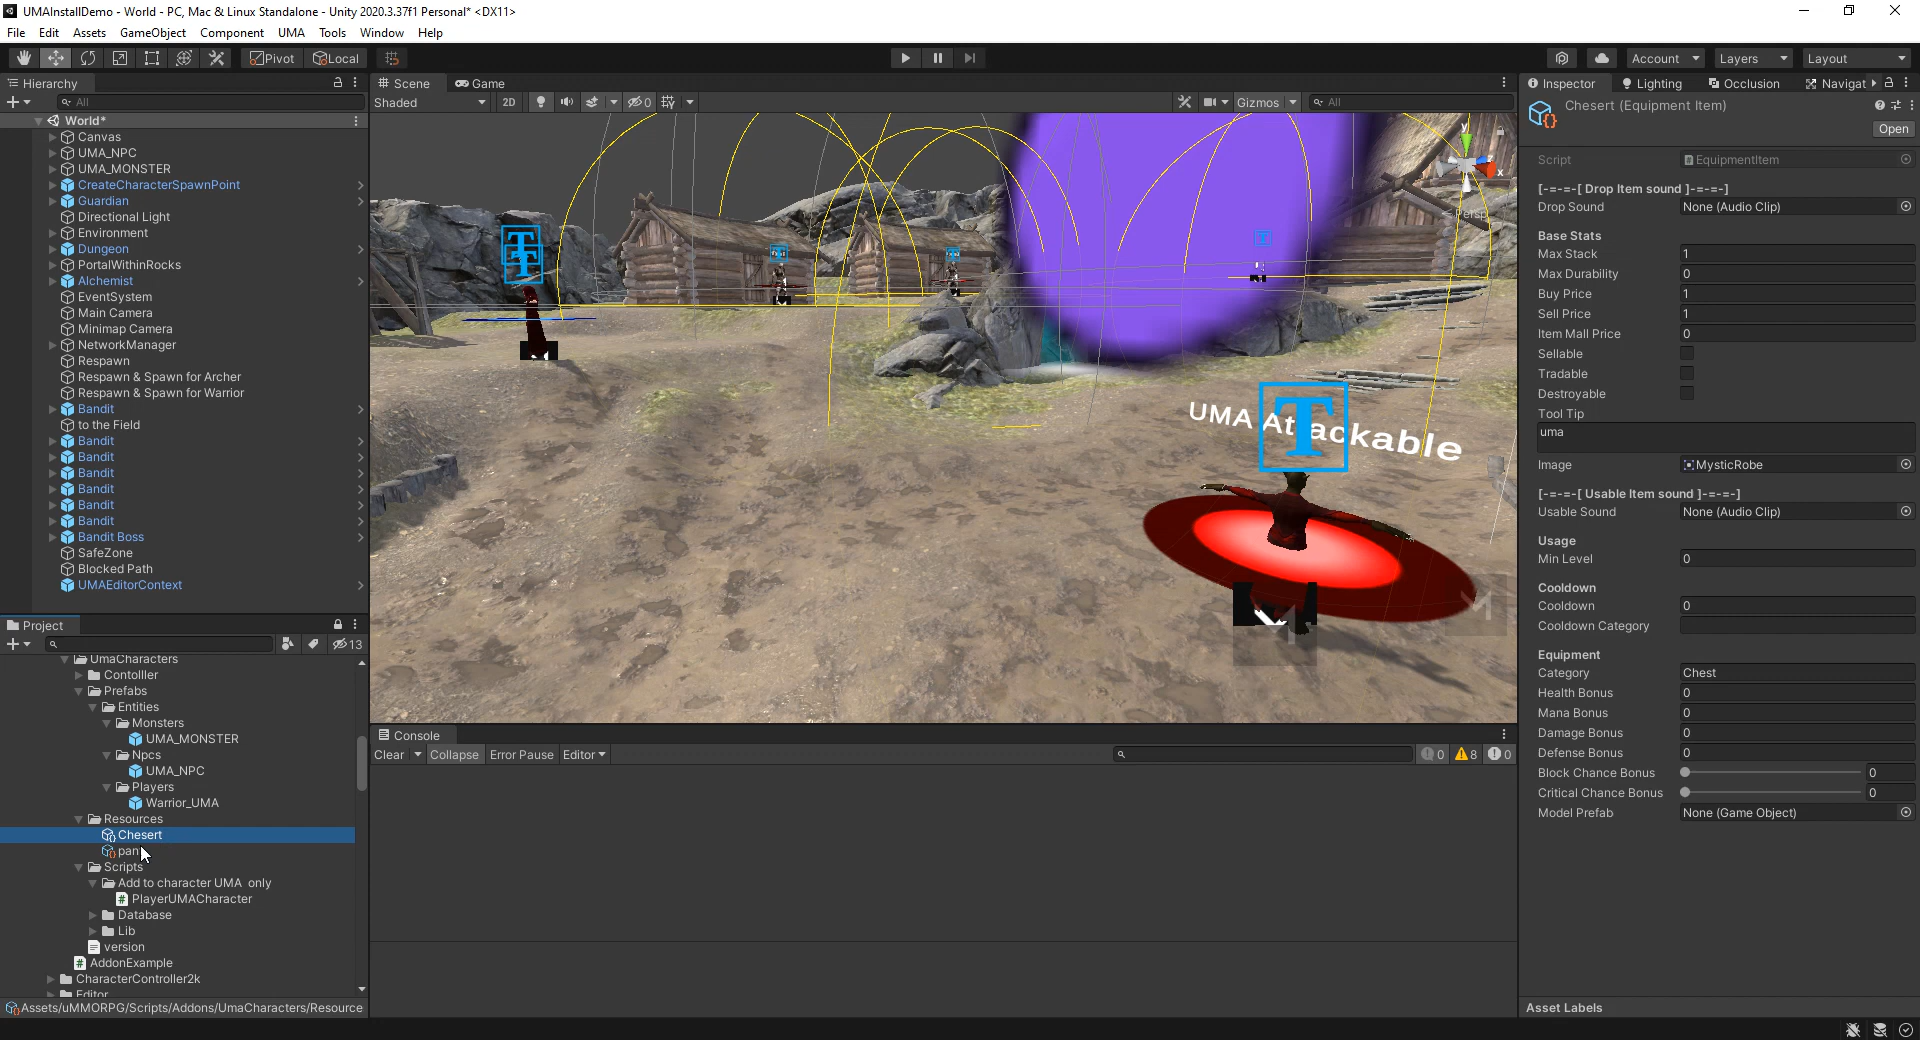 UMAInstallDemo - World - PC, Mac & Linux Standalone - Unity 2020.3.37f1 Personal* <DX11>
File Edit Assets GameObject Component UMA Tools Window Help
Pivot Local Account Layers Layout
Hierarchy
All
World*
Canvas
UMA_NPC
UMA_MONSTER
CreateCharacterSpawnPoint
Guardian
Directional Light
Environment
Dungeon
PortalWithinRocks
Alchemist
EventSystem
Main Camera
Minimap Camera
NetworkManager
Respawn
Respawn & Spawn for Archer
Respawn & Spawn for Warrior
Bandit
to the Field
Bandit
Bandit
Bandit
Bandit
Bandit
Bandit
Bandit Boss
SafeZone
Blocked Path
UMAEditorContext
Project
13
UmaCharacters
Contolller
Prefabs
Entities
Monsters
UMA_MONSTER
Npcs
UMA_NPC
Players
Warrior_UMA
Resources
Chesert
Scripts
Add to character UMA only
PlayerUMACharacter
Database
Lib
version
AddonExample
CharacterController2k
Editor
Assets/uMMORPG/Scripts/Addons/UmaCharacters/Resource
Scene Game
Shaded 2D 0 Gizmos All
y
x
Persp
T
T
T
T
T
T
UMA Attackable
Console
Clear Collapse Error Pause Editor 0 8 0
Inspector Lighting Occlusion Navigat
Chesert (Equipment Item)
Open
Script EquipmentItem
[-=-=-[ Drop Item sound ]-=-=-]
Drop Sound None (Audio Clip)
Base Stats
Max Stack 1
Max Durability 0
Buy Price 1
Sell Price 1
Item Mall Price 0
Sellable
Tradable
Destroyable
Tool Tip
uma
Image MysticRobe
[-=-=-[ Usable Item sound ]-=-=-]
Usable Sound None (Audio Clip)
Usage
Min Level 0
Cooldown
Cooldown 0
Cooldown Category
Equipment
Category Chest
Health Bonus 0
Mana Bonus 0
Damage Bonus 0
Defense Bonus 0
Block Chance Bonus 0
Critical Chance Bonus 0
Model Prefab None (Game Object)
Asset Labels